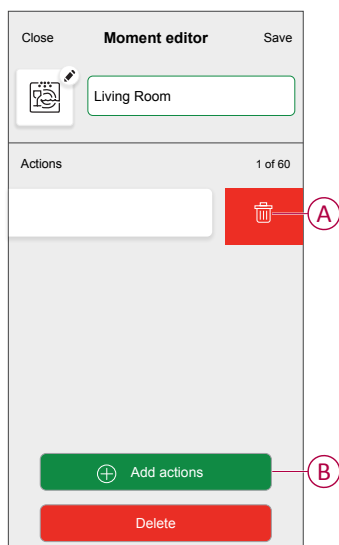 Close Moment editor Save
Living Room
Actions 1 of 60
A
Add actions B
Delete